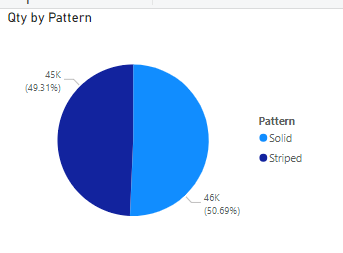 Qty by Pattern
45K
(49.31%)
Pattern
Solid
Striped
46K
(50.69%)